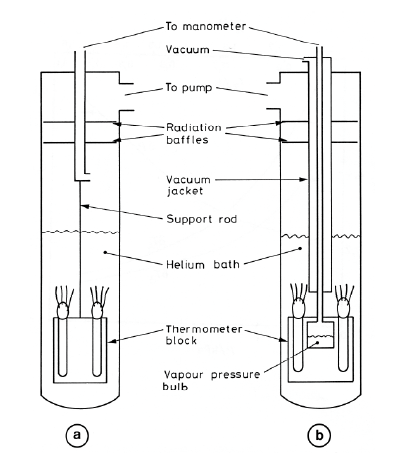 To manometer
Vacuum
To pump
Radiation
baffles
Vacuum
jacket
Support rod
Helium bath
Thermometer
block
Vapour pressure
bulb
a
b